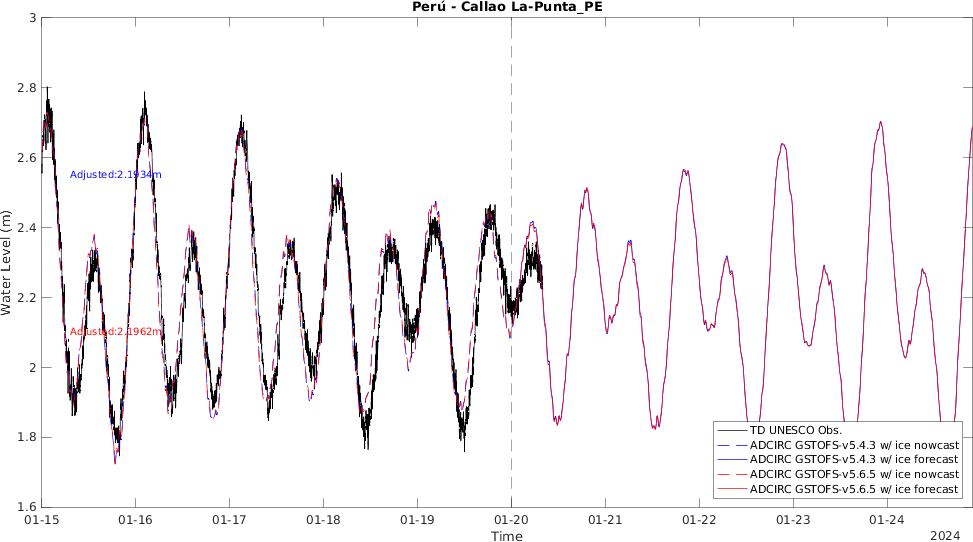 Perú - Callao La-Punta_PE
3
2.8
2.6
2.4
2.2
2
1.8
1.6
Water Level (m)
Adjusted:2.1934m
Adjusted:2.1962m
TD UNESCO Obs.
ADCIRC GSTOFS-v5.4.3 w/ ice nowcast
ADCIRC GSTOFS-v5.4.3 w/ ice forecast
ADCIRC GSTOFS-v5.6.5 w/ ice nowcast
ADCIRC GSTOFS-v5.6.5 w/ ice forecast
01-15 01-16 01-17 01-18 01-19 01-20 01-21 01-22 01-23 01-24
Time
2024